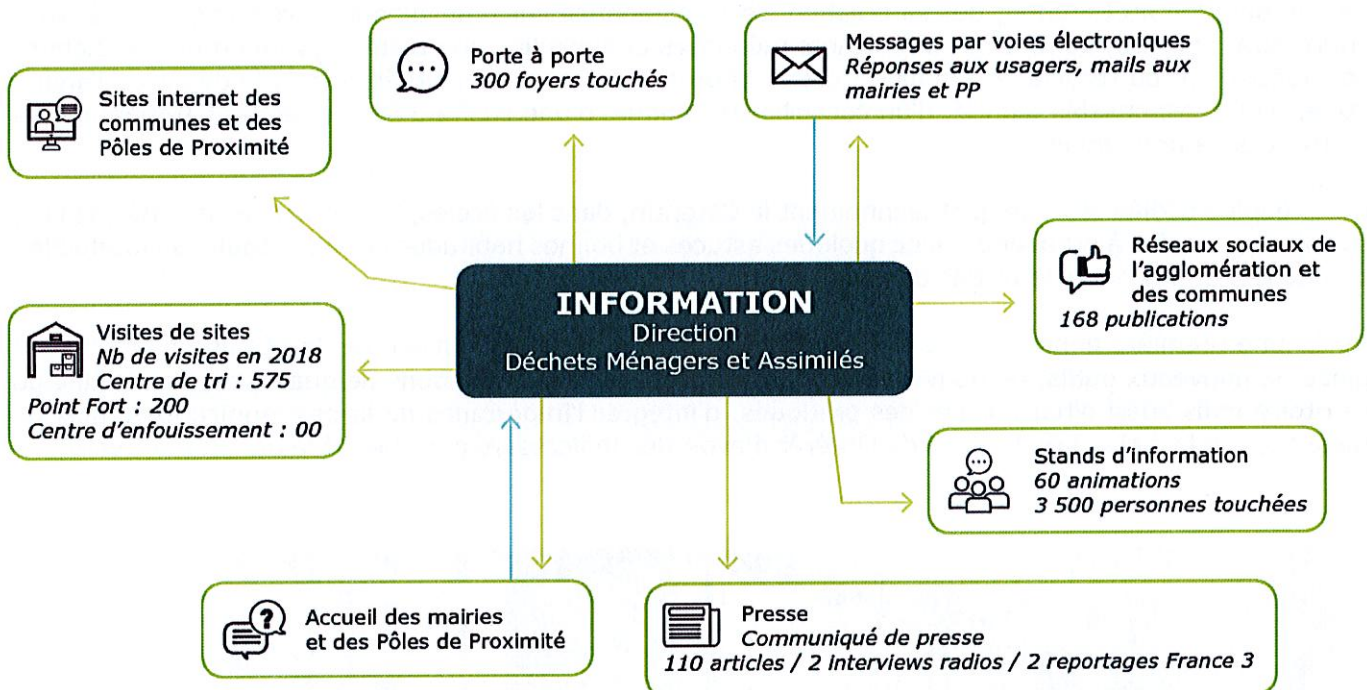 Porte à porte
300 foyers touchés
Messages par voies électroniques
Réponses aux usagers, mails aux
mairies et PP
Sites internet des
communes et des
Pôles de Proximité
Réseaux sociaux de
l'agglomération et
des communes
168 publications
INFORMATION
Direction
Déchets Ménagers et Assimilés
Visites de sites
Nb de visites en 2018
Centre de tri : 575
Point Fort : 200
Centre d'enfouissement : 00
Stands d'information
60 animations
3 500 personnes touchées
?
Accueil des mairies
et des Pôles de Proximité
Presse
Communiqué de presse
110 articles / 2 interviews radios / 2 reportages France 3